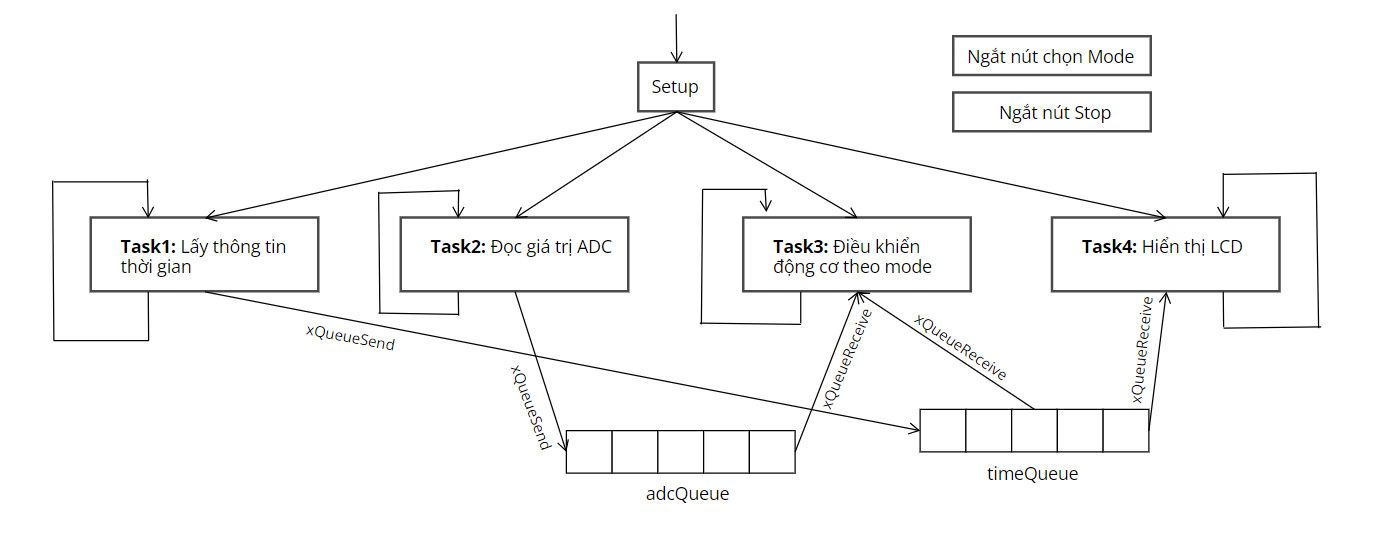 Setup
Ngắt nút chọn Mode
Ngắt nút Stop
Task1: Lấy thông tin
thời gian
Task2: Đọc giá trị ADC
Task3: Điều khiển
động cơ theo mode
Task4: Hiển thị LCD
xQueueSend
xQueueSend
xQueueReceive
xQueueReceive
xQueueReceive
adcQueue
timeQueue